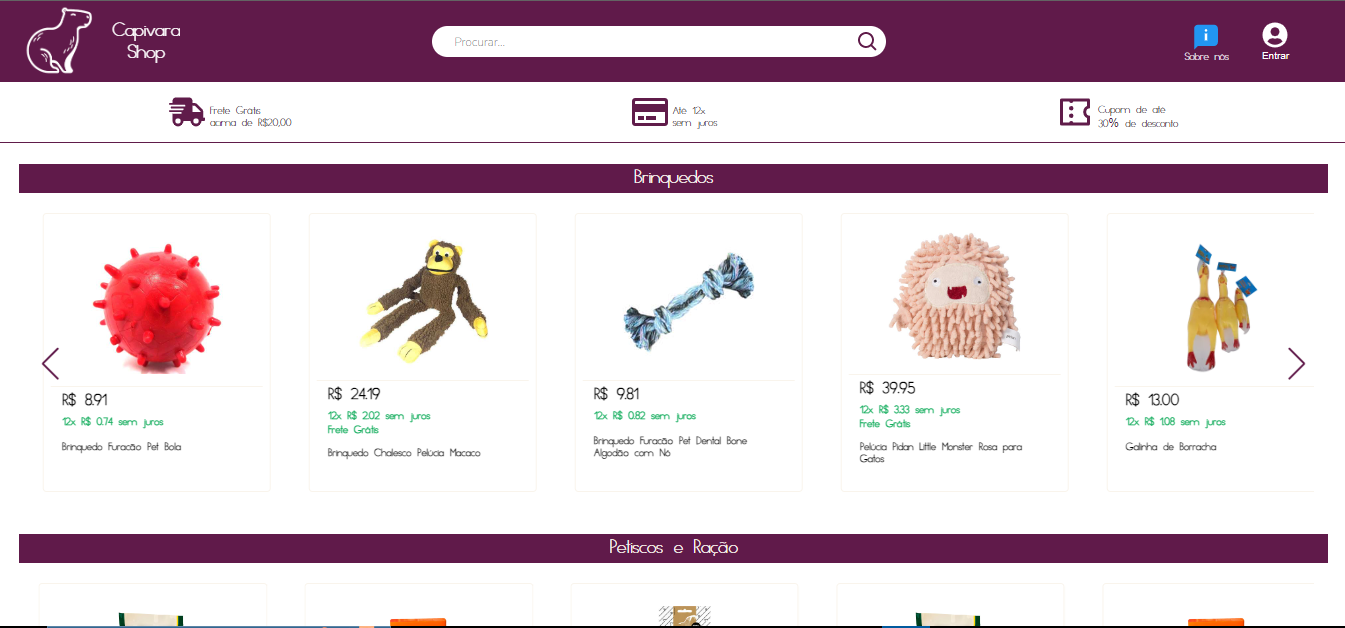 Capivara
Shop
Procurar...
Sobre nós
Entrar
Frete Grátis
acima de R$20,00
Até 12x
sem juros
Cupom de até
30% de desconto
Brinquedos
R$ 8.91
12x R$ 0.74 sem juros
Brinquedo Furacão Pet Bola
R$ 24.19
12x R$ 2.02 sem juros
Frete Grátis
Brinquedo Chalesco Pelúcia Macaco
R$ 9.81
12x R$ 0.82 sem juros
Brinquedo Furacão Pet Dental Bone
Algodão com Nó
R$ 39.95
12x R$ 3.33 sem juros
Frete Grátis
Pelúcia Pidan Little Monster Rosa para
Gatos
R$ 13.00
12x R$ 1.08 sem juros
Galinha de Borracha
Petiscos e Ração